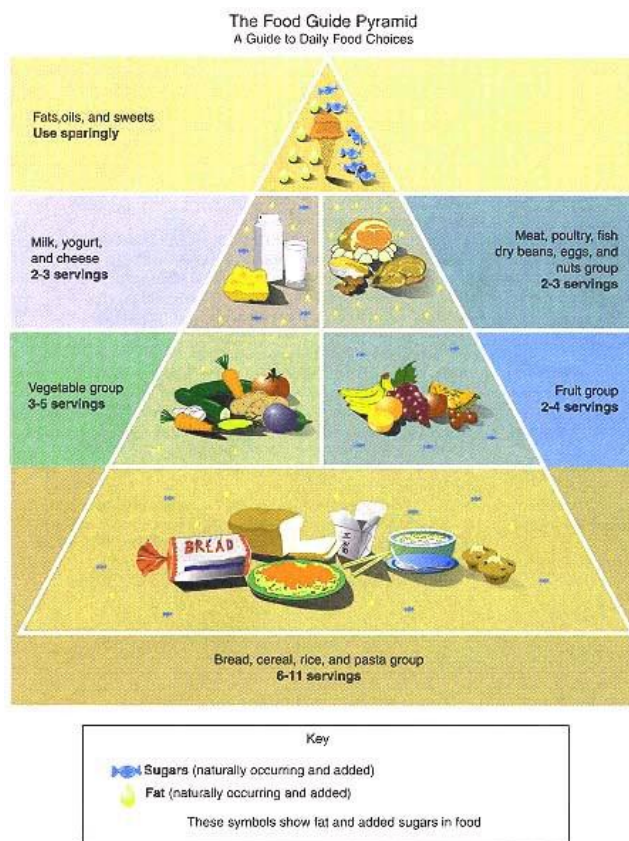 The Food Guide Pyramid
A Guide to Daily Food Choices
Fats,oils, and sweets
Use sparingly
Milk, yogurt,
and cheese
2-3 servings
Meat, poultry, fish
dry beans, eggs, and
nuts group
2-3 servings
Vegetable group
3-5 servings
Fruit group
2-4 servings
BREAD
Bread, cereal, rice, and pasta group
6-11 servings
Key
Sugars (naturally occurring and added)
Fat (naturally occurring and added)
These symbols show fat and added sugars in food